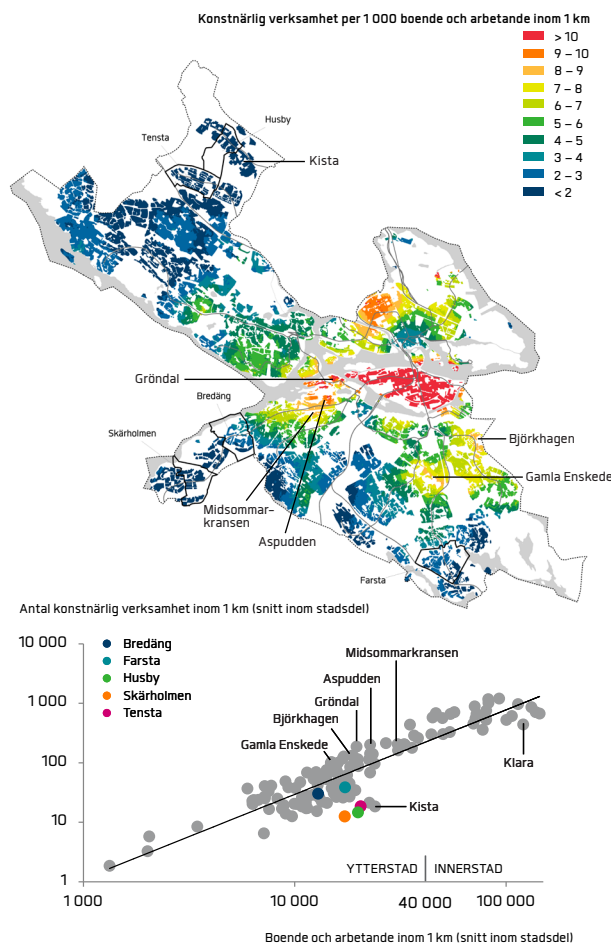 Konstnärlig verksamhet per 1 000 boende och arbetande inom 1 km
> 10
9 – 10
8 – 9
7 – 8
6 – 7
5 – 6
4 – 5
3 – 4
2 – 3
< 2
Husby
Tensta
Kista
Gröndal
Bredäng
Skärholmen
Björkhagen
Gamla Enskede
Midsommar-
kransen
Aspudden
Farsta
Antal konstnärlig verksamhet inom 1 km (snitt inom stadsdel)
10 000
1 000
100
10
1
Bredäng
Farsta
Husby
Skärholmen
Tensta
Midsommarkransen
Aspudden
Gröndal
Björkhagen
Gamla Enskede
Klara
Kista
YTTERSTAD
INNERSTAD
1 000
10 000
40 000
100 000
Boende och arbetande inom 1 km (snitt inom stadsdel)